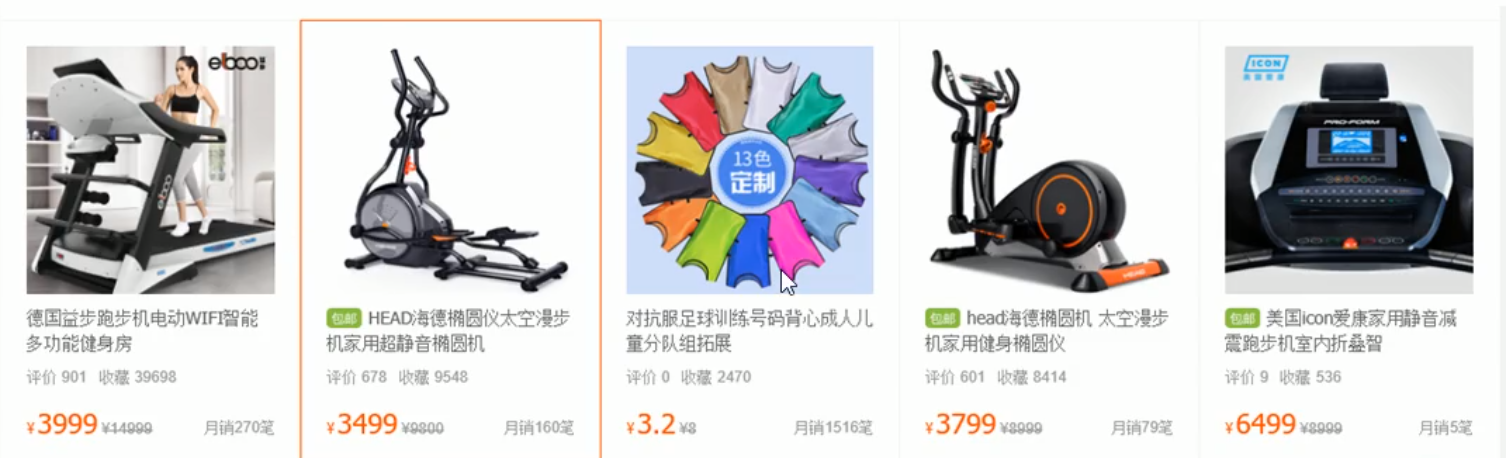 eboo
eboo
德国益步跑步机电动WIFI智能
多功能健身房
评价 901 收藏 39698
¥3999 ¥14999 月销270笔
包邮 HEAD海德椭圆仪太空漫步
机家用超静音椭圆机
评价 678 收藏 9548
¥3499 ¥9800 月销160笔
13色
定制
对抗服足球训练号码背心成人儿
童分队组拓展
评价 0 收藏 2470
¥3.2 ¥8 月销1516笔
HEAD
包邮 head海德椭圆机 太空漫步
机家用健身椭圆仪
评价 601 收藏 8414
¥3799 ¥8999 月销79笔
ICON
美国爱康
PRO-FORM
包邮 美国icon爱康家用静音减
震跑步机室内折叠智
评价 9 收藏 536
¥6499 ¥8999 月销5笔